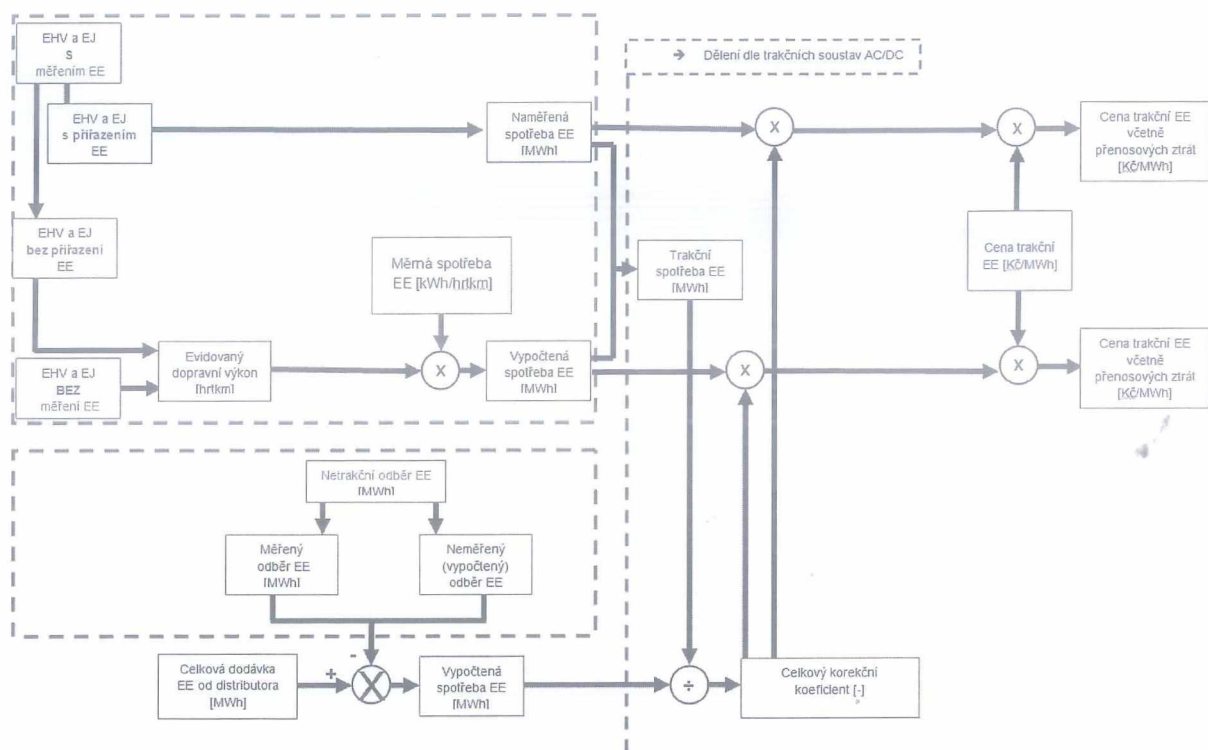 EHV a EJ
S
měřením EE
→ Dělení dle trakčních soustav AC/DC
EHV a EJ
s přiřazením
EE
Naměřená
spotřeba EE
[MWh]
X
X
Cena trakční EE
včetně
přenosových ztrát
[Kč/MWh]
EHV a EJ
bez přiřazení
EE
Měrná spotřeba
EE [kWh/hrtkm]
Trakční
spotřeba EE
[MWh]
Cena trakční
EE [Kč/MWh]
EHV a EJ
BEZ
měření EE
Evidovaný
dopravní výkon
[hrtkm]
X
Vypočtená
spotřeba EE
[MWh]
X
X
Cena trakční EE
včetně
přenosových ztrát
[Kč/MWh]
Netrakční odběr EE
[MWh]
Měřený
odběr EE
[MWh]
Neměřený
(vypočtený)
odběr EE
-
+
Celková dodávka
EE od distributora
[MWh]
X
Vypočtená
spotřeba EE
[MWh]
÷
Celkový korekční
koeficient [-]